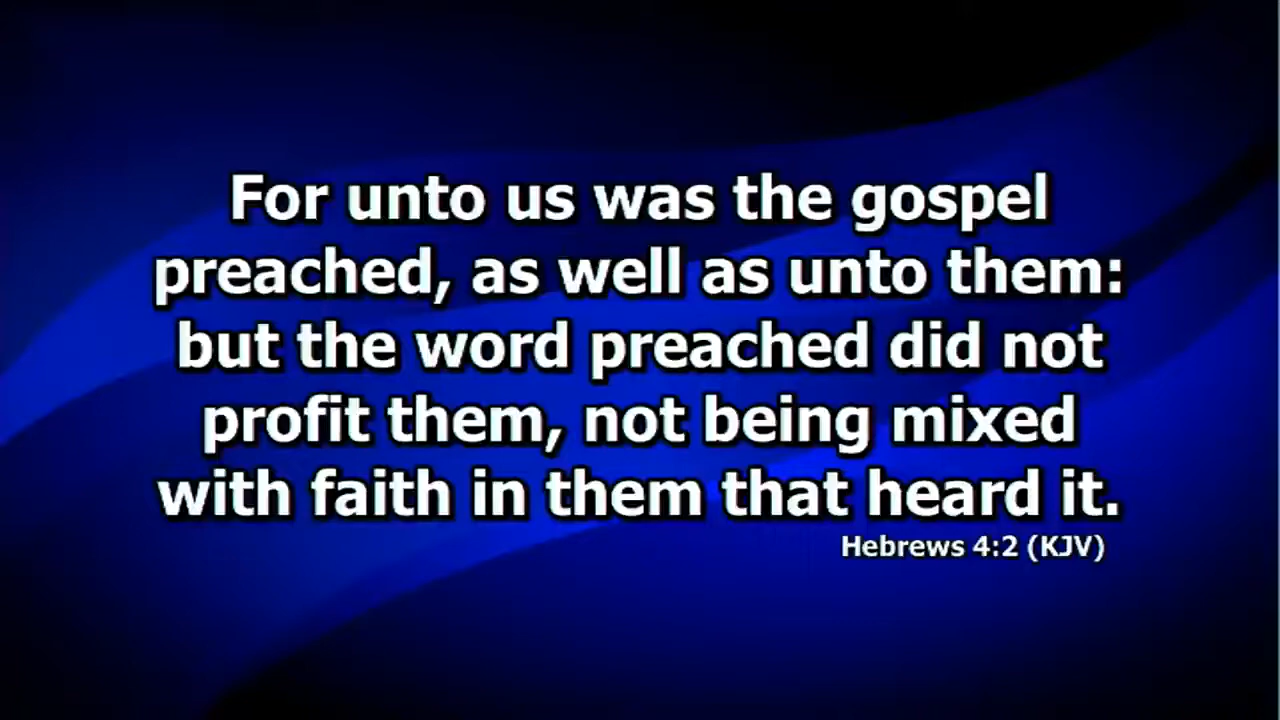 For unto us was the gospel
preached, as well as unto them:
but the word preached did not
profit them, not being mixed
with faith in them that heard it.
Hebrews 4:2 (KJV)